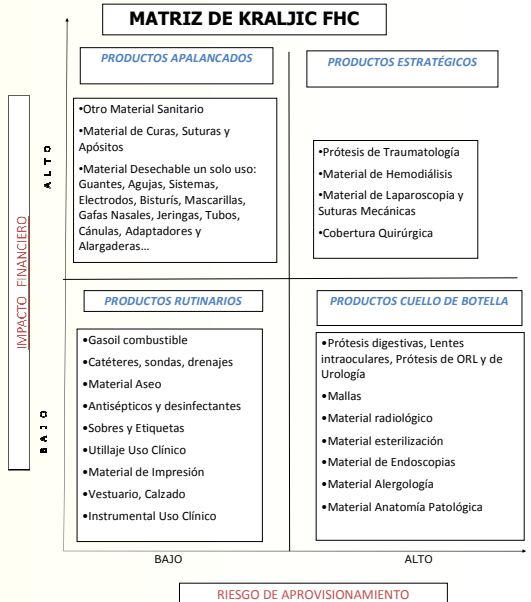 MATRIZ DE KRALJIC FHC
PRODUCTOS APALANCADOS
PRODUCTOS ESTRATÉGICOS
•Otro Material Sanitario
•Material de Curas, Suturas y
Apósitos
•Material Desechable un solo uso:
Guantes, Agujas, Sistemas,
Electrodos, Bisturís, Mascarillas,
Gafas Nasales, Jeringas, Tubos,
Cánulas, Adaptadores y
Alargaderas…
•Prótesis de Traumatología
•Material de Hemodiálisis
•Material de Laparoscopia y
Suturas Mecánicas
•Cobertura Quirúrgica
ALTO
IMPACTO FINANCIERO
BAJO
PRODUCTOS RUTINARIOS
PRODUCTOS CUELLO DE BOTELLA
•Gasoil combustible
•Catéteres, sondas, drenajes
•Material Aseo
•Antisépticos y desinfectantes
•Sobres y Etiquetas
•Utillaje Uso Clínico
•Material de Impresión
•Vestuario, Calzado
•Instrumental Uso Clínico
•Prótesis digestivas, Lentes
intraoculares, Prótesis de ORL y de
Urología
•Mallas
•Material radiológico
•Material esterilización
•Material de Endoscopias
•Material Alergología
•Material Anatomía Patológica
BAJO
ALTO
RIESGO DE APROVISIONAMIENTO